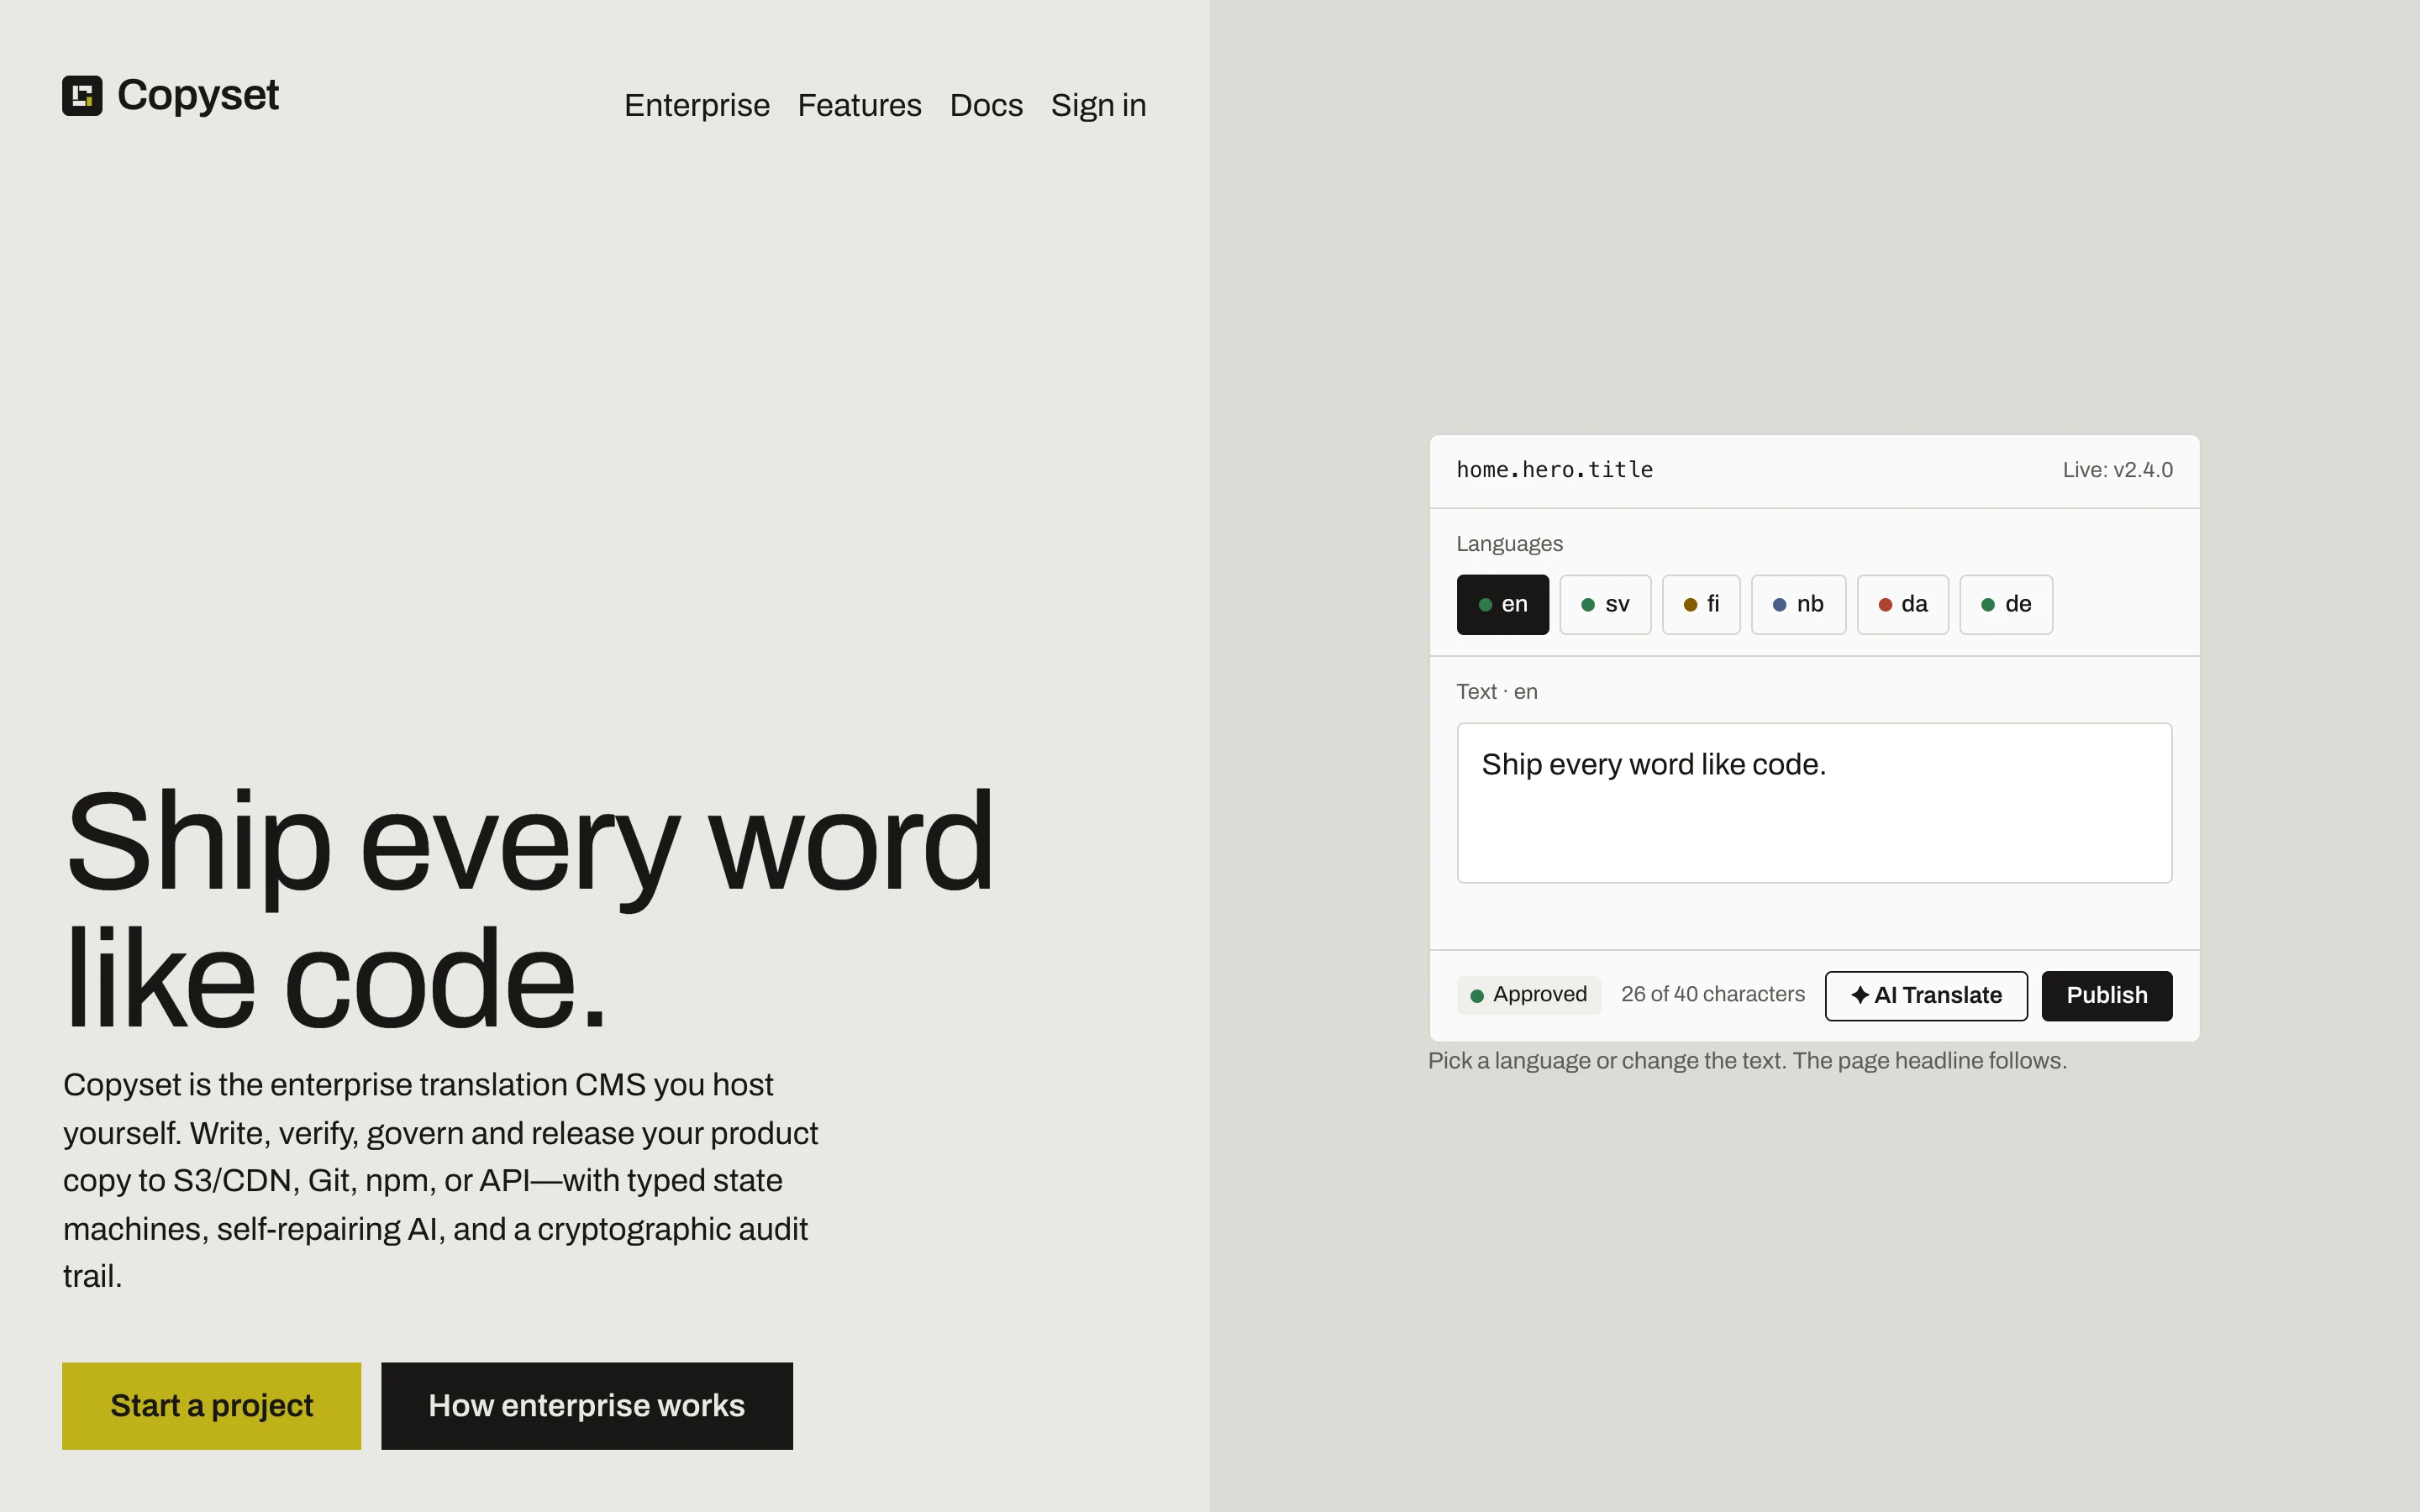 Copyset
Enterprise Features Docs Sign in
Ship every word
like code.
Copyset is the enterprise translation CMS you host
yourself. Write, verify, govern and release your product
copy to S3/CDN, Git, npm, or API—with typed state
machines, self-repairing AI, and a cryptographic audit
trail.
Start a project
How enterprise works
home.hero.title
Live: v2.4.0
Languages
en sv fi nb da de
Text · en
Ship every word like code.
Approved
26 of 40 characters
AI Translate
Publish
Pick a language or change the text. The page headline follows.